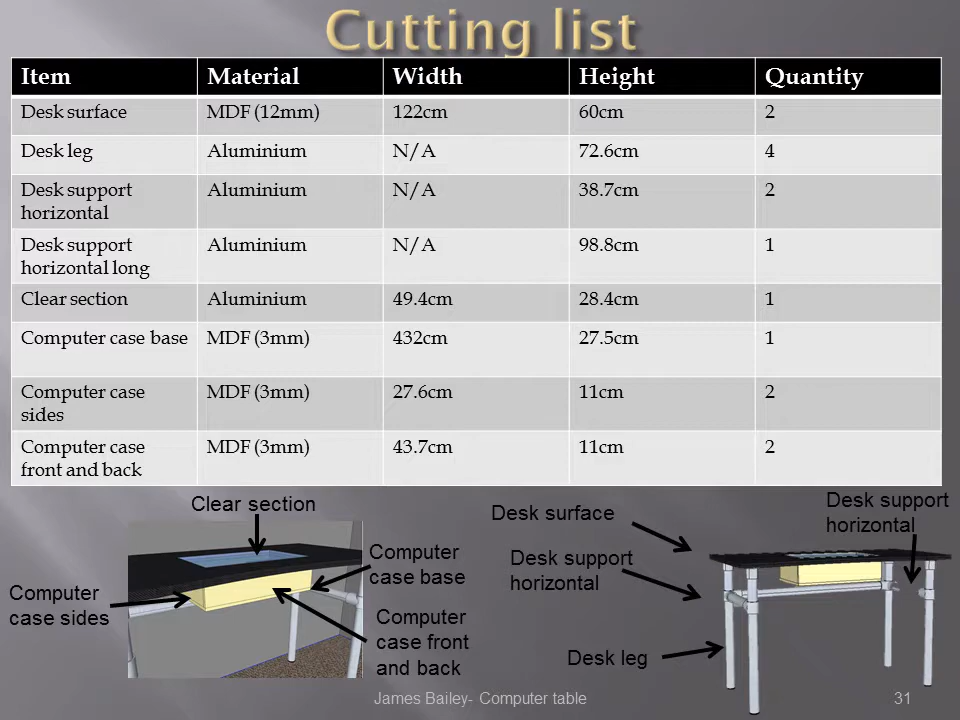 Cutting list
Item Material Width Height Quantity
Desk surface MDF (12mm) 122cm 60cm 2
Desk leg Aluminium N/A 72.6cm 4
Desk support Aluminium N/A 38.7cm 2
horizontal
Desk support Aluminium N/A 98.8cm 1
horizontal long
Clear section Aluminium 49.4cm 28.4cm 1
Computer case base MDF (3mm) 432cm 27.5cm 1
Computer case MDF (3mm) 27.6cm 11cm 2
sides
Computer case MDF (3mm) 43.7cm 11cm 2
front and back
Clear section
Computer
case base
Computer
case sides
Computer
case front
and back
Desk surface
Desk support
horizontal
Desk support
horizontal
Desk leg
James Bailey- Computer table
31